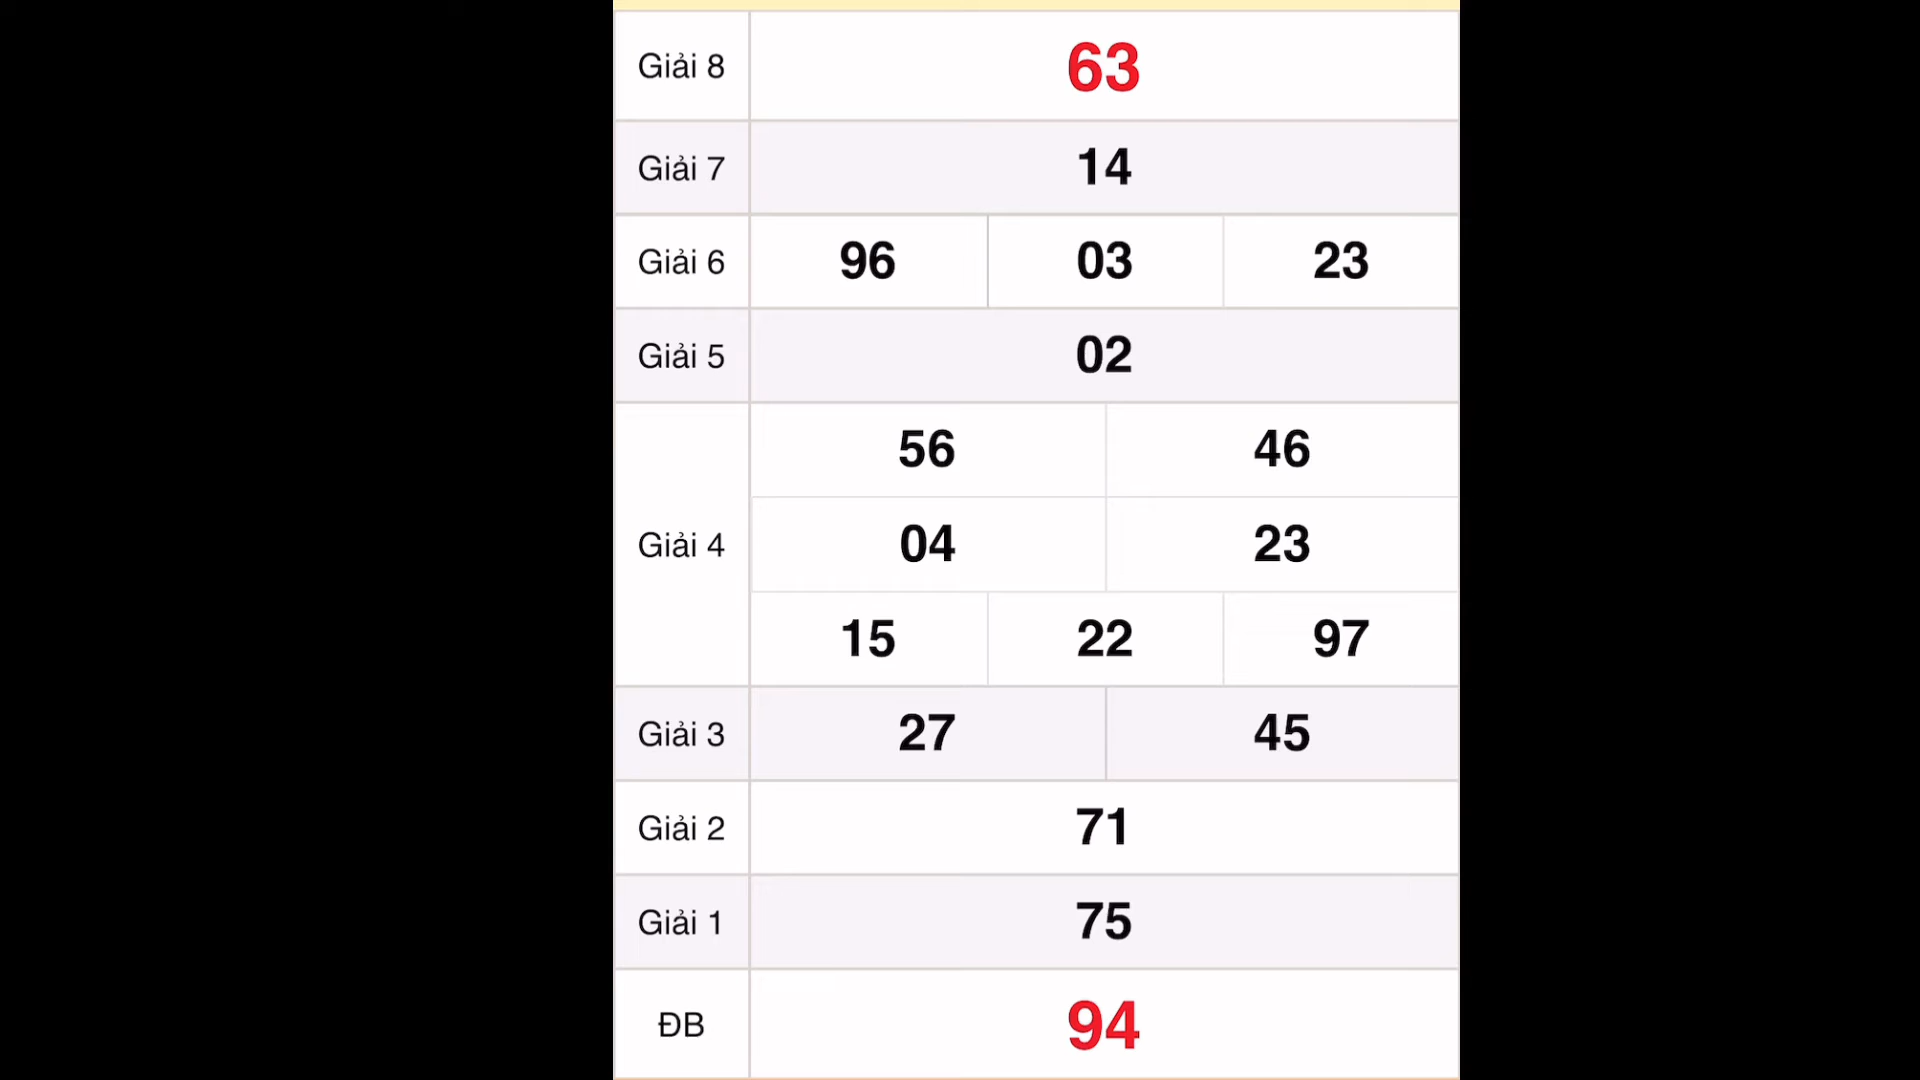 Giải 8 63
Giải 7 14
Giải 6 96 03 23
Giải 5 02
56 46
Giải 4 04 23
15 22 97
Giải 3 27 45
Giải 2 71
Giải 1 75
ĐB 94